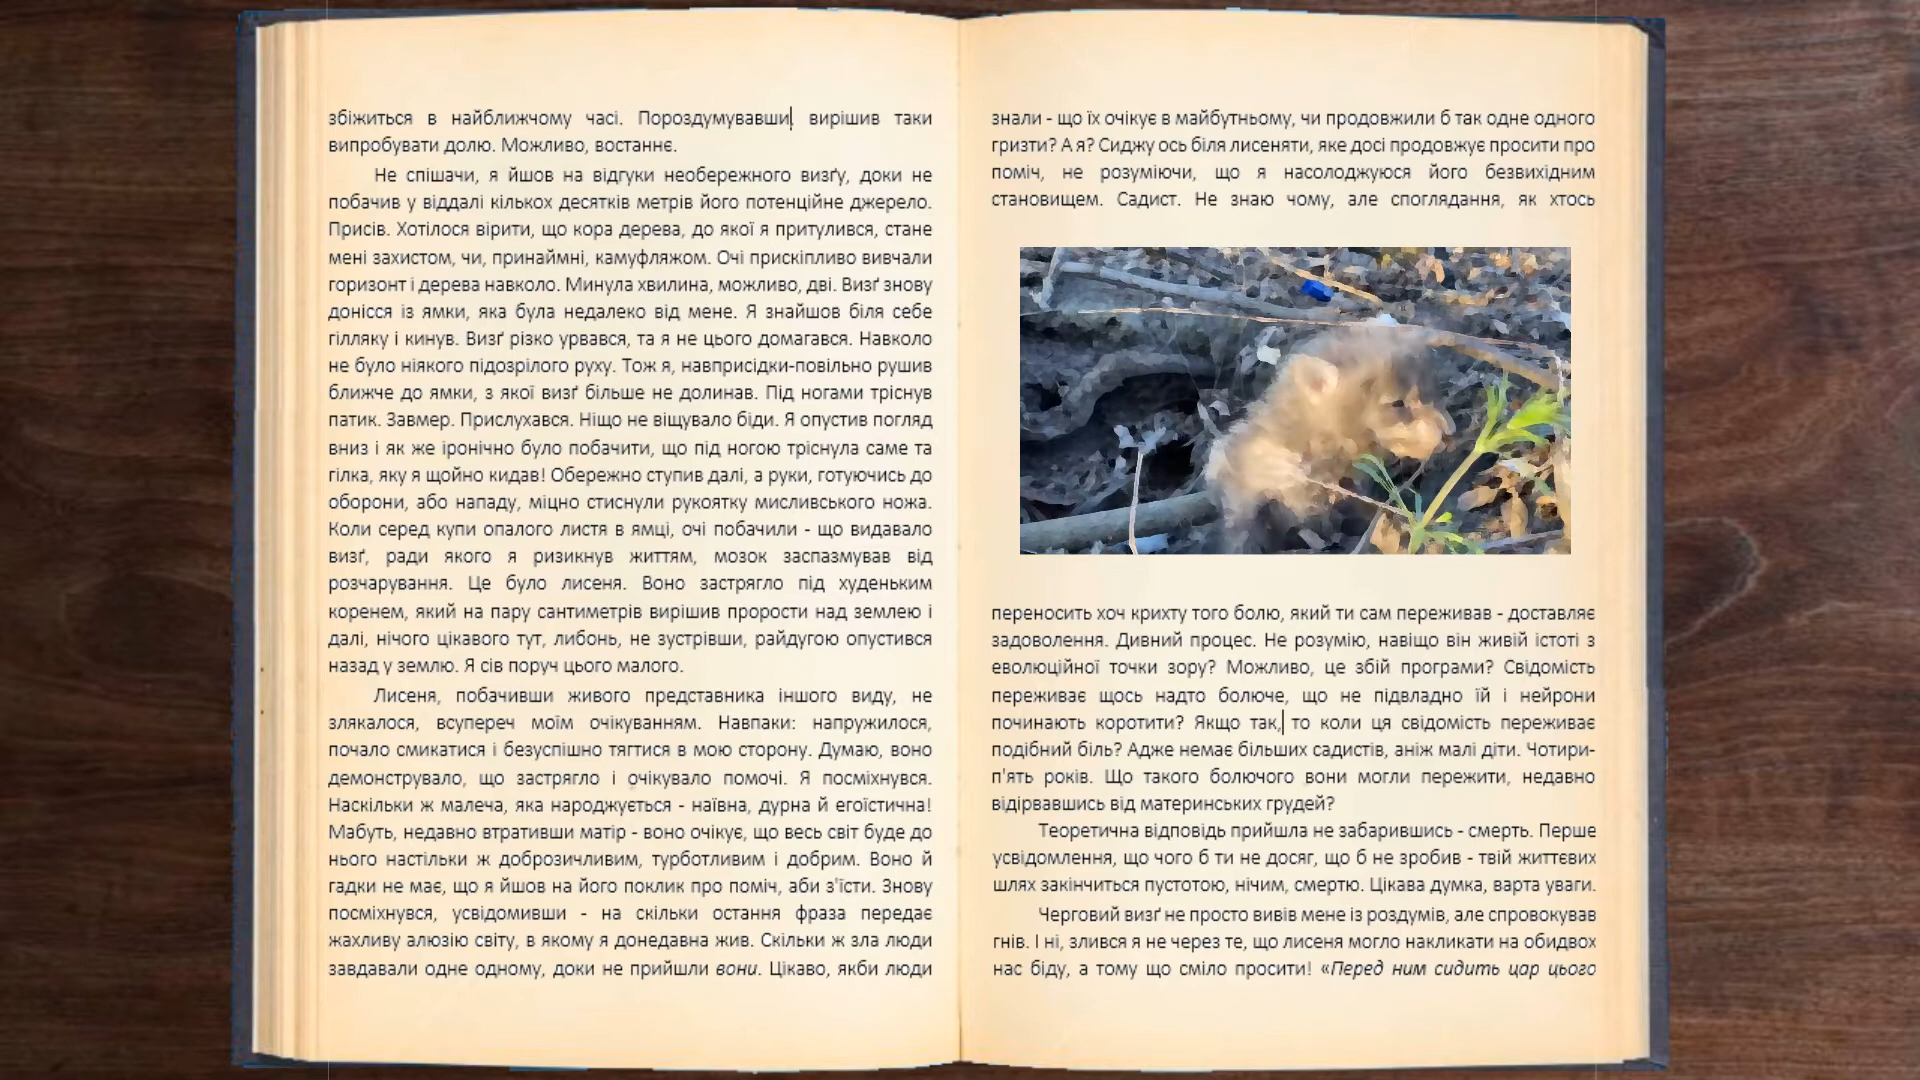 збіжиться в найближчому часі. Пороздумувавши вирішив таки
випробувати долю. Можливо, востаннє.
Не спішачи, я йшов на відгуки необережного визґу, доки не
побачив у віддалі кількох десятків метрів його потенційне джерело.
Присів. Хотілося вірити, що кора дерева, до якої я притулився, стане
мені захистом, чи, принаймні, камуфляжом. Очі прискіпливо вивчали
горизонт і дерева навколо. Минула хвилина, можливо, дві. Визґ знову
донісся із ямки, яка була недалеко від мене. Я знайшов біля себе
гілляку і кинув. Визґ різко урвався, та я не цього домагався. Навколо
не було ніякого підозрілого руху. Тож я, навприсідки-повільно рушив
ближче до ямки, з якої визґ більше не долинав. Під ногами тріснув
патик. Завмер. Прислухався. Ніщо не віщувало біди. Я опустив погляд
вниз і як же іронічно було побачити, що під ногою тріснула саме та
гілка, яку я щойно кидав! Обережно ступив далі, а руки, готуючись до
оборони, або нападу, міцно стиснули рукоятку мисливського ножа.
Коли серед купи опалого листя в ямці, очі побачили - що видавало
визґ, ради якого я ризикнув життям, мозок заспазмував від
розчарування. Це було лисеня. Воно застрягло під худеньким
коренем, який на пару сантиметрів вирішив прорости над землею і
далі, нічого цікавого тут, либонь, не зустрівши, райдугою опустився
назад у землю. Я сів поруч цього малого.
Лисеня, побачивши живого представника іншого виду, не
злякалося, всупереч моїм очікуванням. Навпаки: напружилося,
почало смикатися і безуспішно тягтися в мою сторону. Думаю, воно
демонструвало, що застрягло і очікувало помочі. Я посміхнувся.
Наскільки ж малеча, яка народжується - наївна, дурна й егоїстична!
Мабуть, недавно втративши матір - воно очікує, що весь світ буде до
нього настільки ж доброзичливим, турботливим і добрим. Воно й
гадки не має, що я йшов на його поклик про поміч, аби з'їсти. Знову
посміхнувся, усвідомивши - на скільки остання фраза передає
жахливу алюзію світу, в якому я донедавна жив. Скільки ж зла люди
завдавали одне одному, доки не прийшли вони. Цікаво, якби люди
знали - що їх очікує в майбутньому, чи продовжили б так одне одного
гризти? А я? Сиджу ось біля лисеняти, яке досі продовжує просити про
поміч, не розуміючи, що я насолоджуюся його безвихідним
становищем. Садист. Не знаю чому, але споглядання, як хтось
переносить хоч крихту того болю, який ти сам переживав - доставляє
задоволення. Дивний процес. Не розумію, навіщо він живій істоті з
еволюційної точки зору? Можливо, це збій програми? Свідомість
переживає щось надто болюче, що не підвладно їй і нейрони
починають коротити? Якщо так, то коли ця свідомість переживає
подібний біль? Адже немає більших садистів, аніж малі діти. Чотири-
п'ять років. Що такого болючого вони могли пережити, недавно
відірвавшись від материнських грудей?
Теоретична відповідь прийшла не забарившись - смерть. Перше
усвідомлення, що чого б ти не досяг, що б не зробив - твій життєвих
шлях закінчиться пустотою, нічим, смертю. Цікава думка, варта уваги.
Черговий визґ не просто вивів мене із роздумів, але спровокував
гнів. І ні, злився я не через те, що лисеня могло накликати на обидвох
нас біду, а тому що сміло просити! «Перед ним сидить цар цього